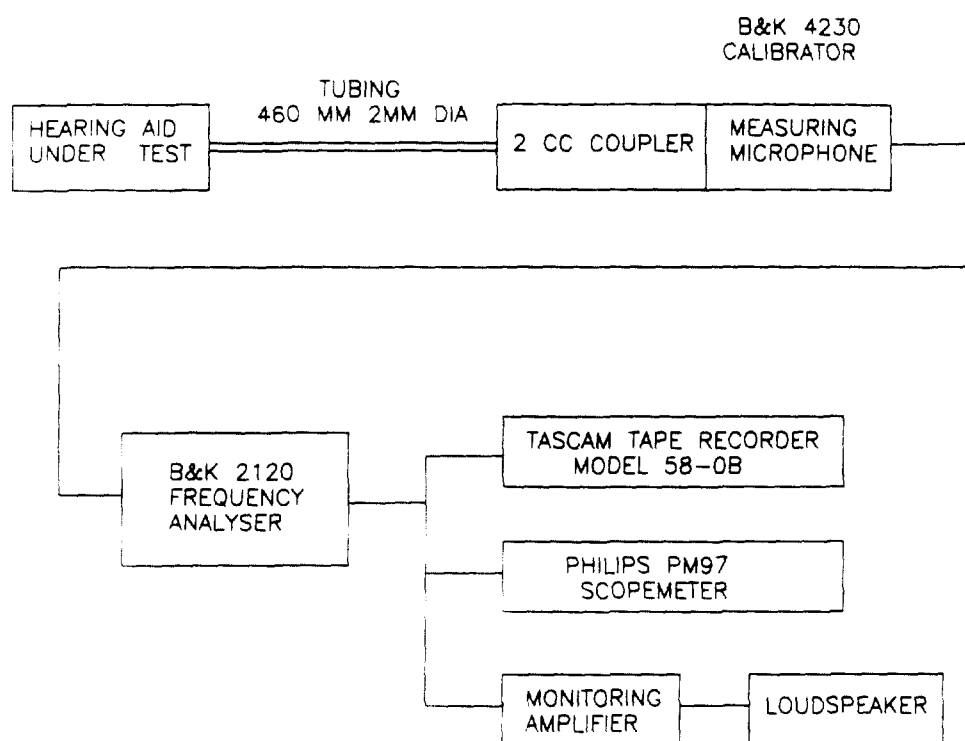 B&K 4230
CALIBRATOR
TUBING
460 MM 2MM DIA
HEARING AID
UNDER TEST
2 CC COUPLER
MEASURING
MICROPHONE
B&K 2120
FREQUENCY
ANALYSER
TASCAM TAPE RECORDER
MODEL 58-OB
PHILIPS PM97
SCOPEMETER
MONITORING
AMPLIFIER
LOUDSPEAKER